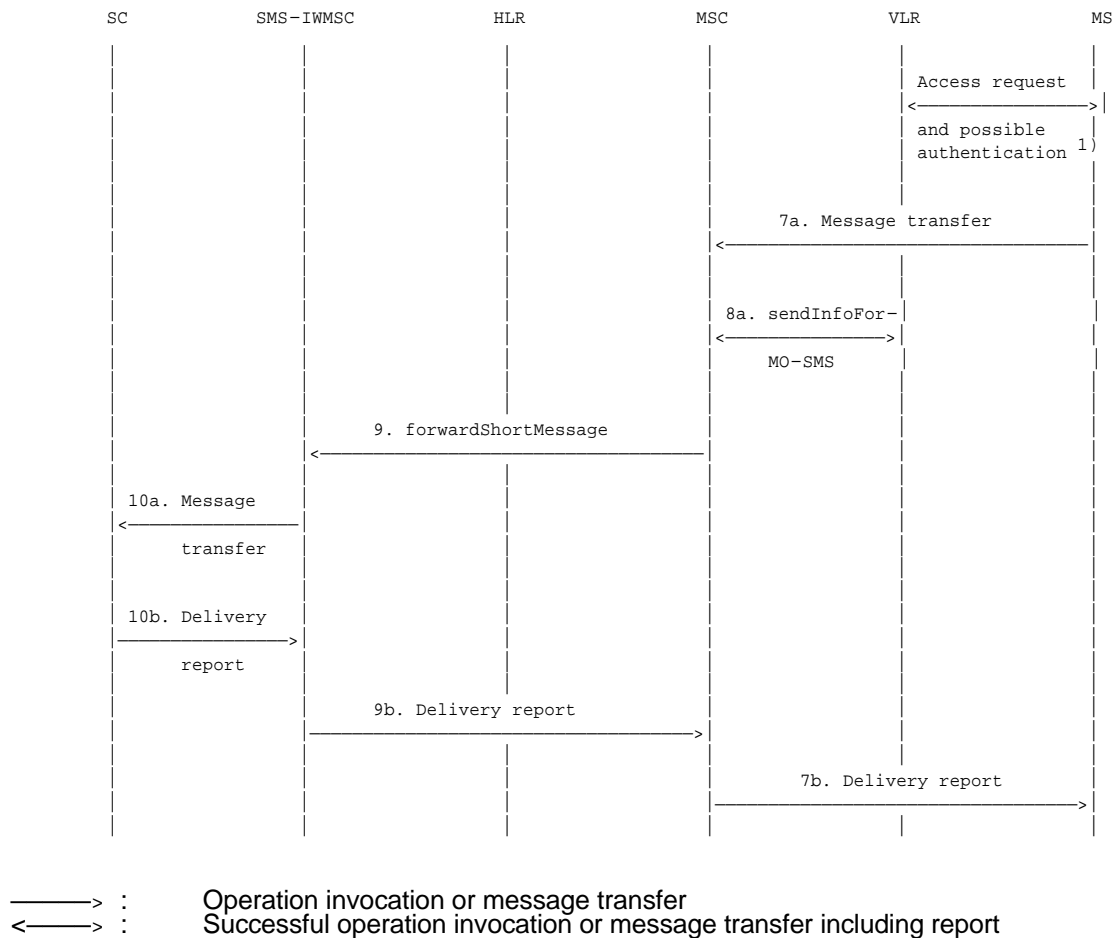 SC SMS-IWMSC HLR MSC VLR MS
Access request
and possible
authentication 1)
7a. Message transfer
8a. sendInfoFor-
MO-SMS
9. forwardShortMessage
10a. Message
transfer
10b. Delivery
report
9b. Delivery report
7b. Delivery report
: Operation invocation or message transfer
: Successful operation invocation or message transfer including report